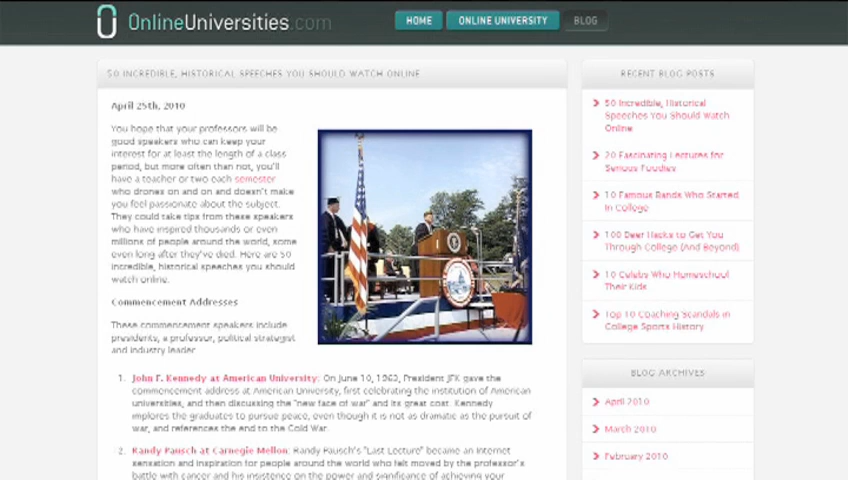 OnlineUniversities.com
HOME
ONLINE UNIVERSITY
BLOG
50 INCREDIBLE, HISTORICAL SPEECHES YOU SHOULD WATCH ONLINE
April 25th, 2010
You hope that your professors will be
good speakers who can keep your
interest for at least the length of a class
period, but more often than not, you'll
have a teacher or two each semester
who drones on and on and doesn't make
you feel passionate about the subject.
They could take tips from these speakers
who have inspired thousands or even
millions of people around the world, some
even long after they've died. Here are 50
incredible, historical speeches you should
watch online.
Commencement Addresses
These commencement speakers include
presidents, a professor, political strategist
and industry leader.
1. John F. Kennedy at American University: On June 10, 1963, President JFK gave the
commencement address at American University, first celebrating the institution of American
universities, and then discussing the "new face of war" and its great cost. Kennedy
implores the graduates to pursue peace, even though it is not as dramatic as the pursuit of
war, and references the end to the Cold War.
2. Randy Pausch at Carnegie Mellon: Randy Pausch's "Last Lecture" became an Internet
sensation and inspiration for people around the world who felt moved by the professor's
battle with cancer and his insistence on the power and significance of achieving your
RECENT BLOG POSTS
50 Incredible, Historical
Speeches You Should Watch
Online
20 Fascinating Lectures for
Serious Foodies
10 Famous Bands Who Started
In College
100 Beer Hacks to Get You
Through College (And Beyond)
10 Celebs Who Homeschool
Their Kids
Top 10 Coaching Scandals in
College Sports History
BLOG ARCHIVES
April 2010
March 2010
February 2010